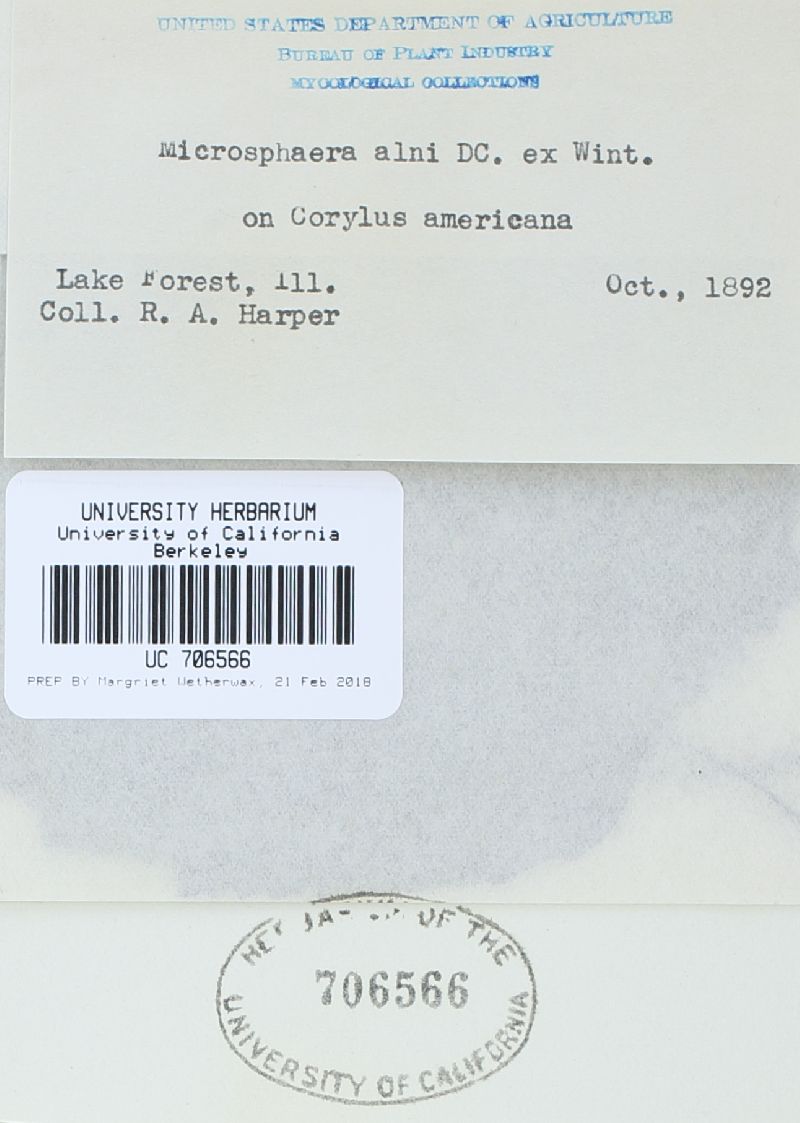 UNITED STATES DEPARTMENT OF AGRICULTURE
BUREAU OF PLANT INDUSTRY
MYCOLOGICAL COLLECTIONS
Microsphaera alni DC. ex Wint.
on Corylus americana
Lake Forest, Ill. Oct., 1892
Coll. R. A. Harper
UNIVERSITY HERBARIUM
University of California
Berkeley
UC 706566
PREP BY Margriet Wetherwax, 21 Feb 2018
OF THE
706566
UNIVERSITY OF CALIFORNIA